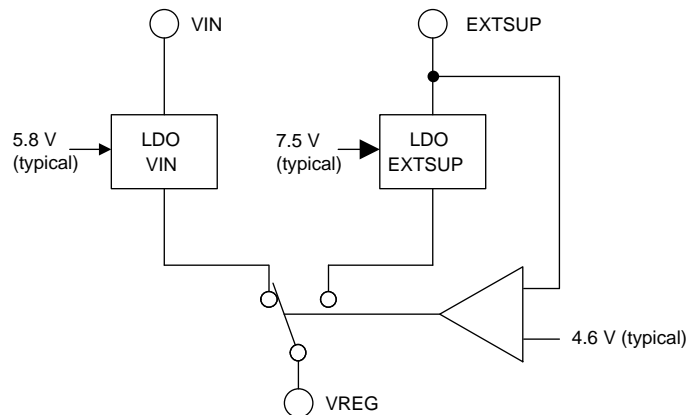 VIN
EXTSUP
5.8 V
(typical)
LDO
VIN
7.5 V
(typical)
LDO
EXTSUP
4.6 V (typical)
VREG